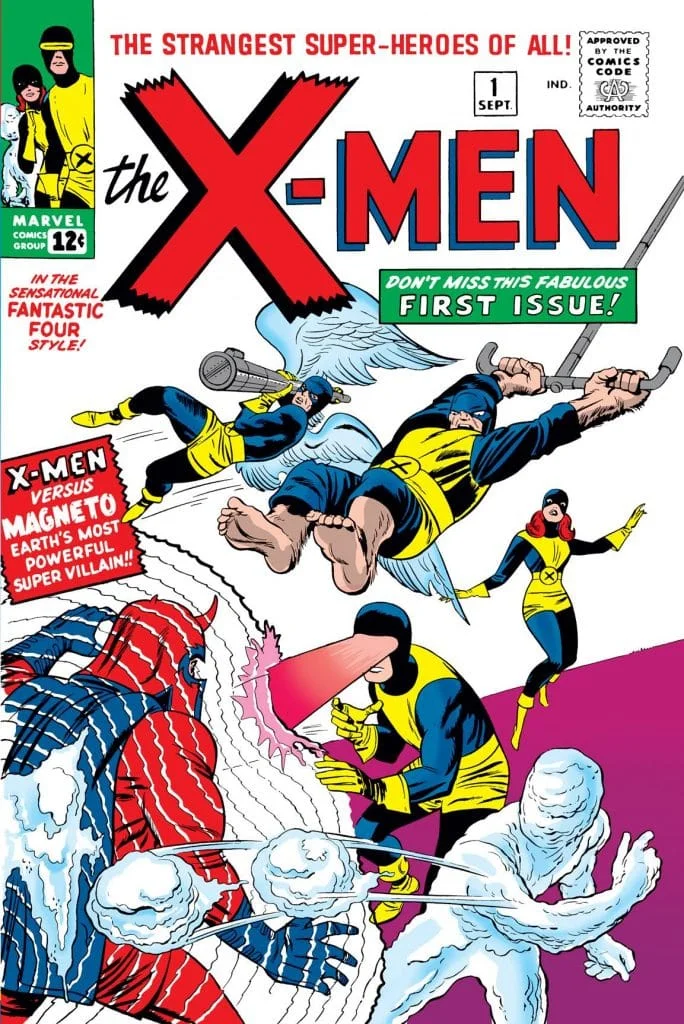 THE STRANGEST SUPER-HEROES OF ALL!
APPROVED
BY THE
COMICS
CODE
CA
AUTHORITY
IND.
1
SEPT.
the X-MEN
MARVEL
COMICS
GROUP
12¢
DON'T MISS THIS FABULOUS
FIRST ISSUE!
IN THE
SENSATIONAL
FANTASTIC
FOUR
STYLE!
X-MEN
VERSUS
MAGNETO
EARTH'S MOST
POWERFUL
SUPER VILLAIN!!
X
X
X